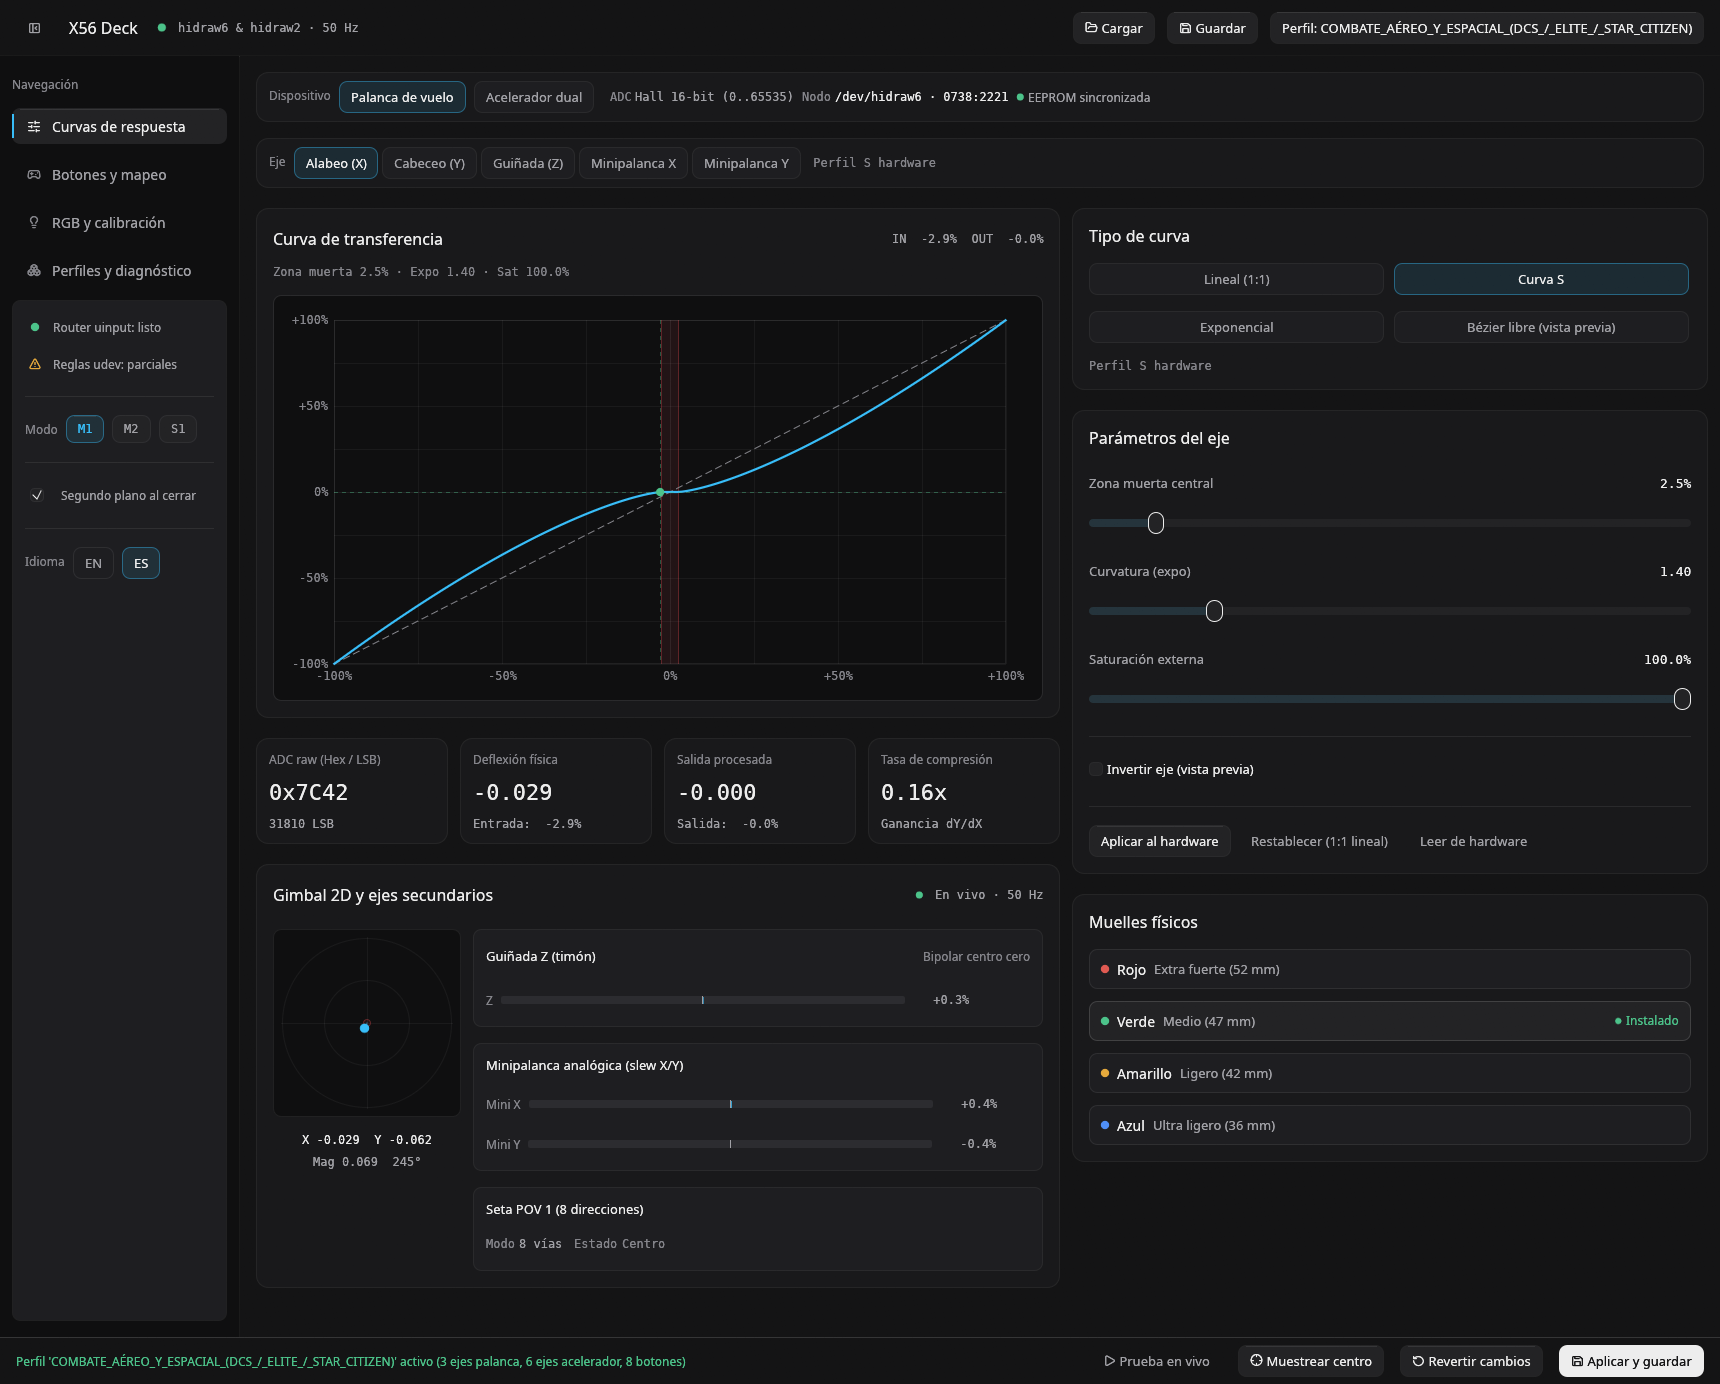 X56 Deck
hidraw6 & hidraw2 · 50 Hz
Cargar
Guardar
Perfil: COMBATE_AÉREO_Y_ESPACIAL_(DCS_/_ELITE_/_STAR_CITIZEN)
Navegación
Curvas de respuesta
Botones y mapeo
RGB y calibración
Perfiles y diagnóstico
Router uinput: listo
Reglas udev: parciales
Modo M1 M2 S1
Segundo plano al cerrar
Idioma EN ES
Dispositivo Palanca de vuelo Acelerador dual ADC Hall 16-bit (0..65535) Nodo /dev/hidraw6 · 0738:2221 EEPROM sincronizada
Eje Alabeo (X) Cabeceo (Y) Guiñada (Z) Minipalanca X Minipalanca Y Perfil S hardware
Curva de transferencia
IN -2.9% OUT -0.0%
Zona muerta 2.5% · Expo 1.40 · Sat 100.0%
+100%
+50%
0%
-50%
-100%
-100% -50% 0% +50% +100%
ADC raw (Hex / LSB)
0x7C42
31810 LSB
Deflexión física
-0.029
Entrada: -2.9%
Salida procesada
-0.000
Salida: -0.0%
Tasa de compresión
0.16x
Ganancia dY/dX
Gimbal 2D y ejes secundarios
En vivo · 50 Hz
X -0.029 Y -0.062
Mag 0.069 245°
Guiñada Z (timón)
Bipolar centro cero
Z +0.3%
Minipalanca analógica (slew X/Y)
Mini X +0.4%
Mini Y -0.4%
Seta POV 1 (8 direcciones)
Modo 8 vías Estado Centro
Tipo de curva
Lineal (1:1) Curva S
Exponencial Bézier libre (vista previa)
Perfil S hardware
Parámetros del eje
Zona muerta central 2.5%
Curvatura (expo) 1.40
Saturación externa 100.0%
Invertir eje (vista previa)
Aplicar al hardware Restablecer (1:1 lineal) Leer de hardware
Muelles físicos
Rojo Extra fuerte (52 mm)
Verde Medio (47 mm) Instalado
Amarillo Ligero (42 mm)
Azul Ultra ligero (36 mm)
Perfil 'COMBATE_AÉREO_Y_ESPACIAL_(DCS_/_ELITE_/_STAR_CITIZEN)' activo (3 ejes palanca, 6 ejes acelerador, 8 botones)
Prueba en vivo
Muestrear centro
Revertir cambios
Aplicar y guardar